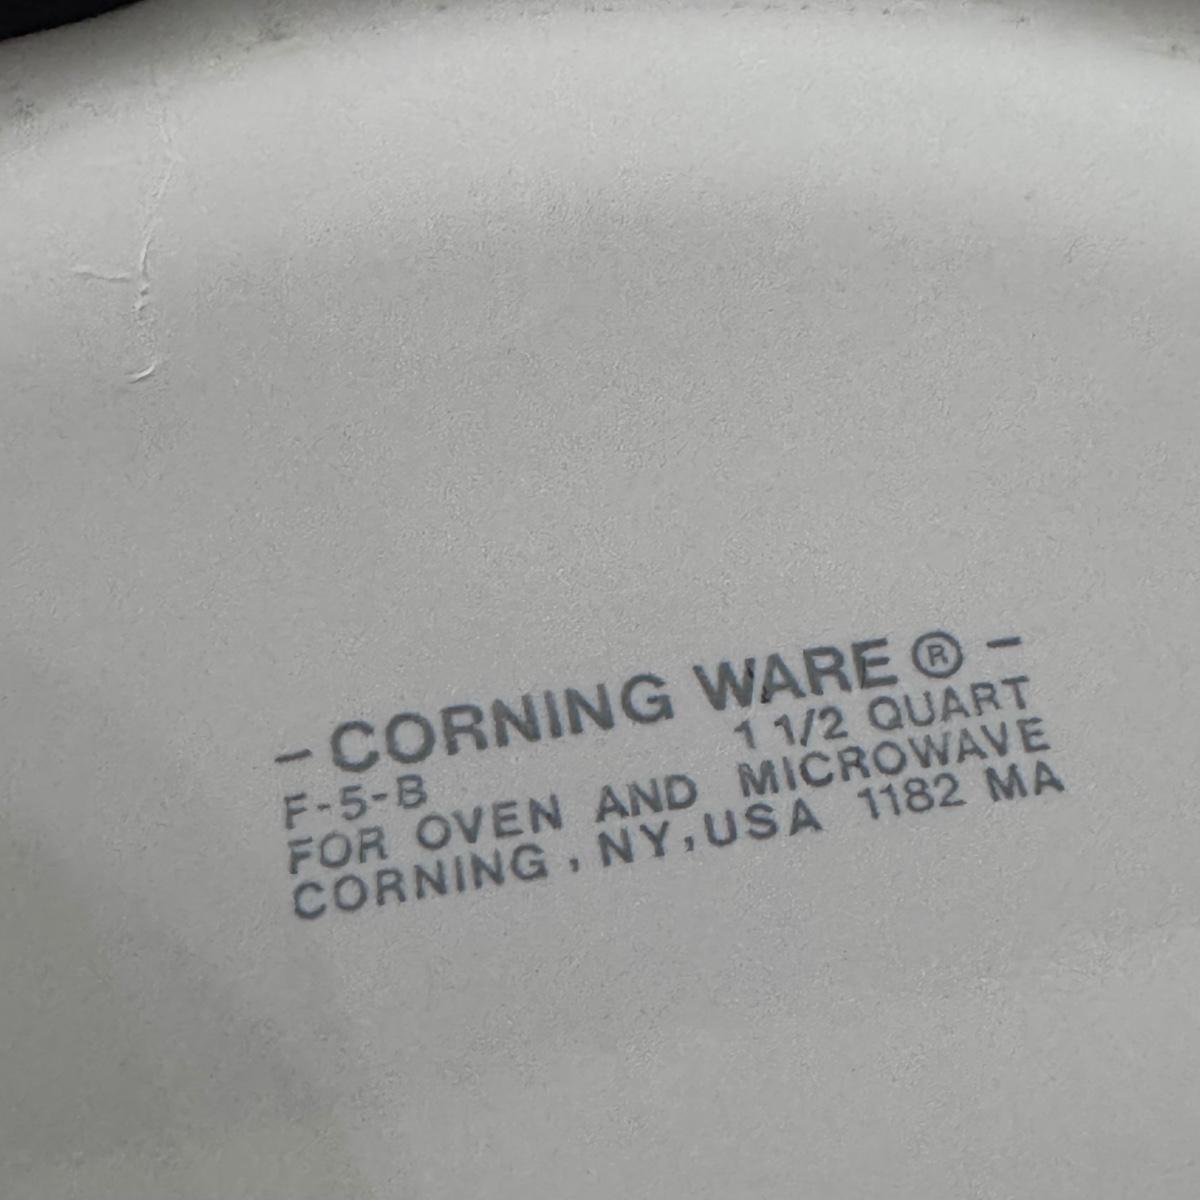 - CORNING WARE ® -
F-5-B 1 1/2 QUART
FOR OVEN AND MICROWAVE
CORNING, NY, USA 1182 MA